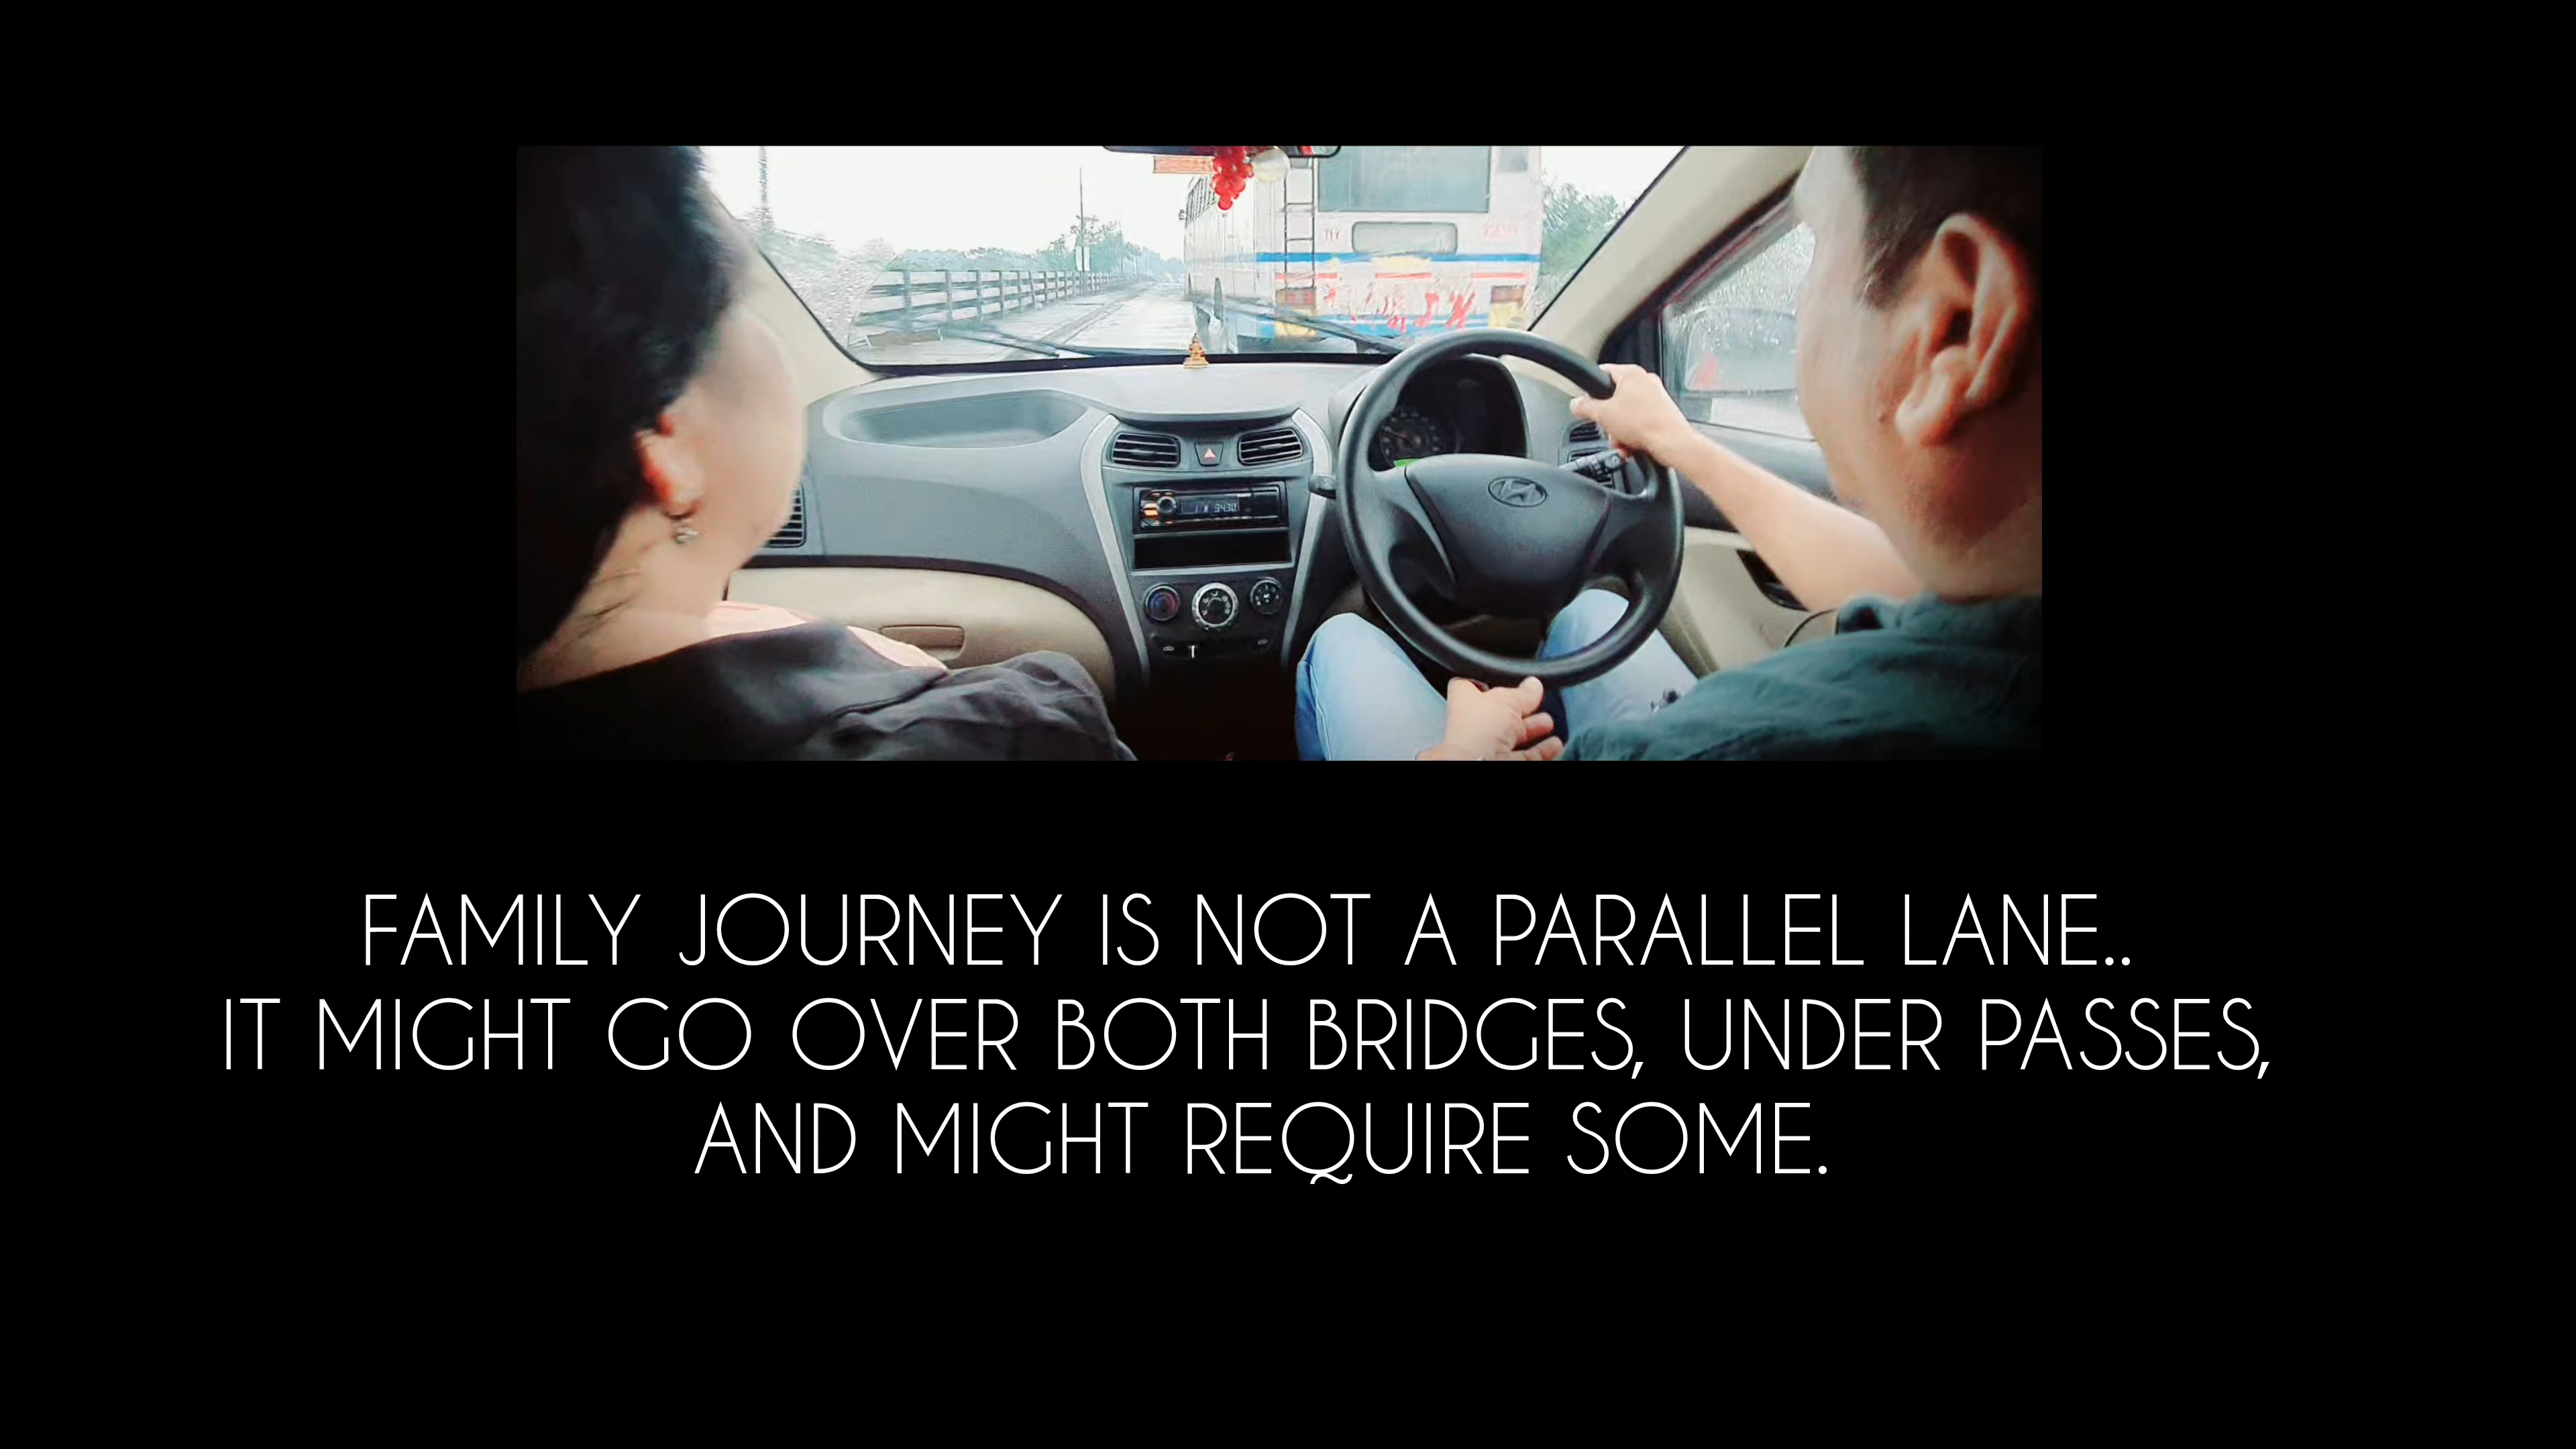 FAMILY JOURNEY IS NOT A PARALLEL LANE..
IT MIGHT GO OVER BOTH BRIDGES, UNDER PASSES,
AND MIGHT REQUIRE SOME.